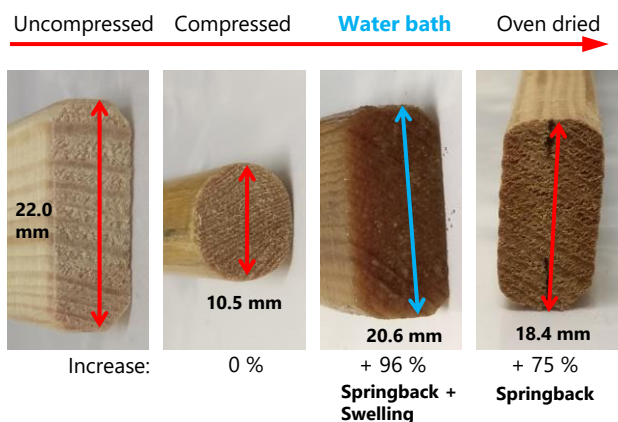 Uncompressed Compressed Water bath Oven dried
22.0
mm
10.5 mm
20.6 mm
18.4 mm
Increase: 0 % + 96 % + 75 %
Springback +
Swelling
Springback